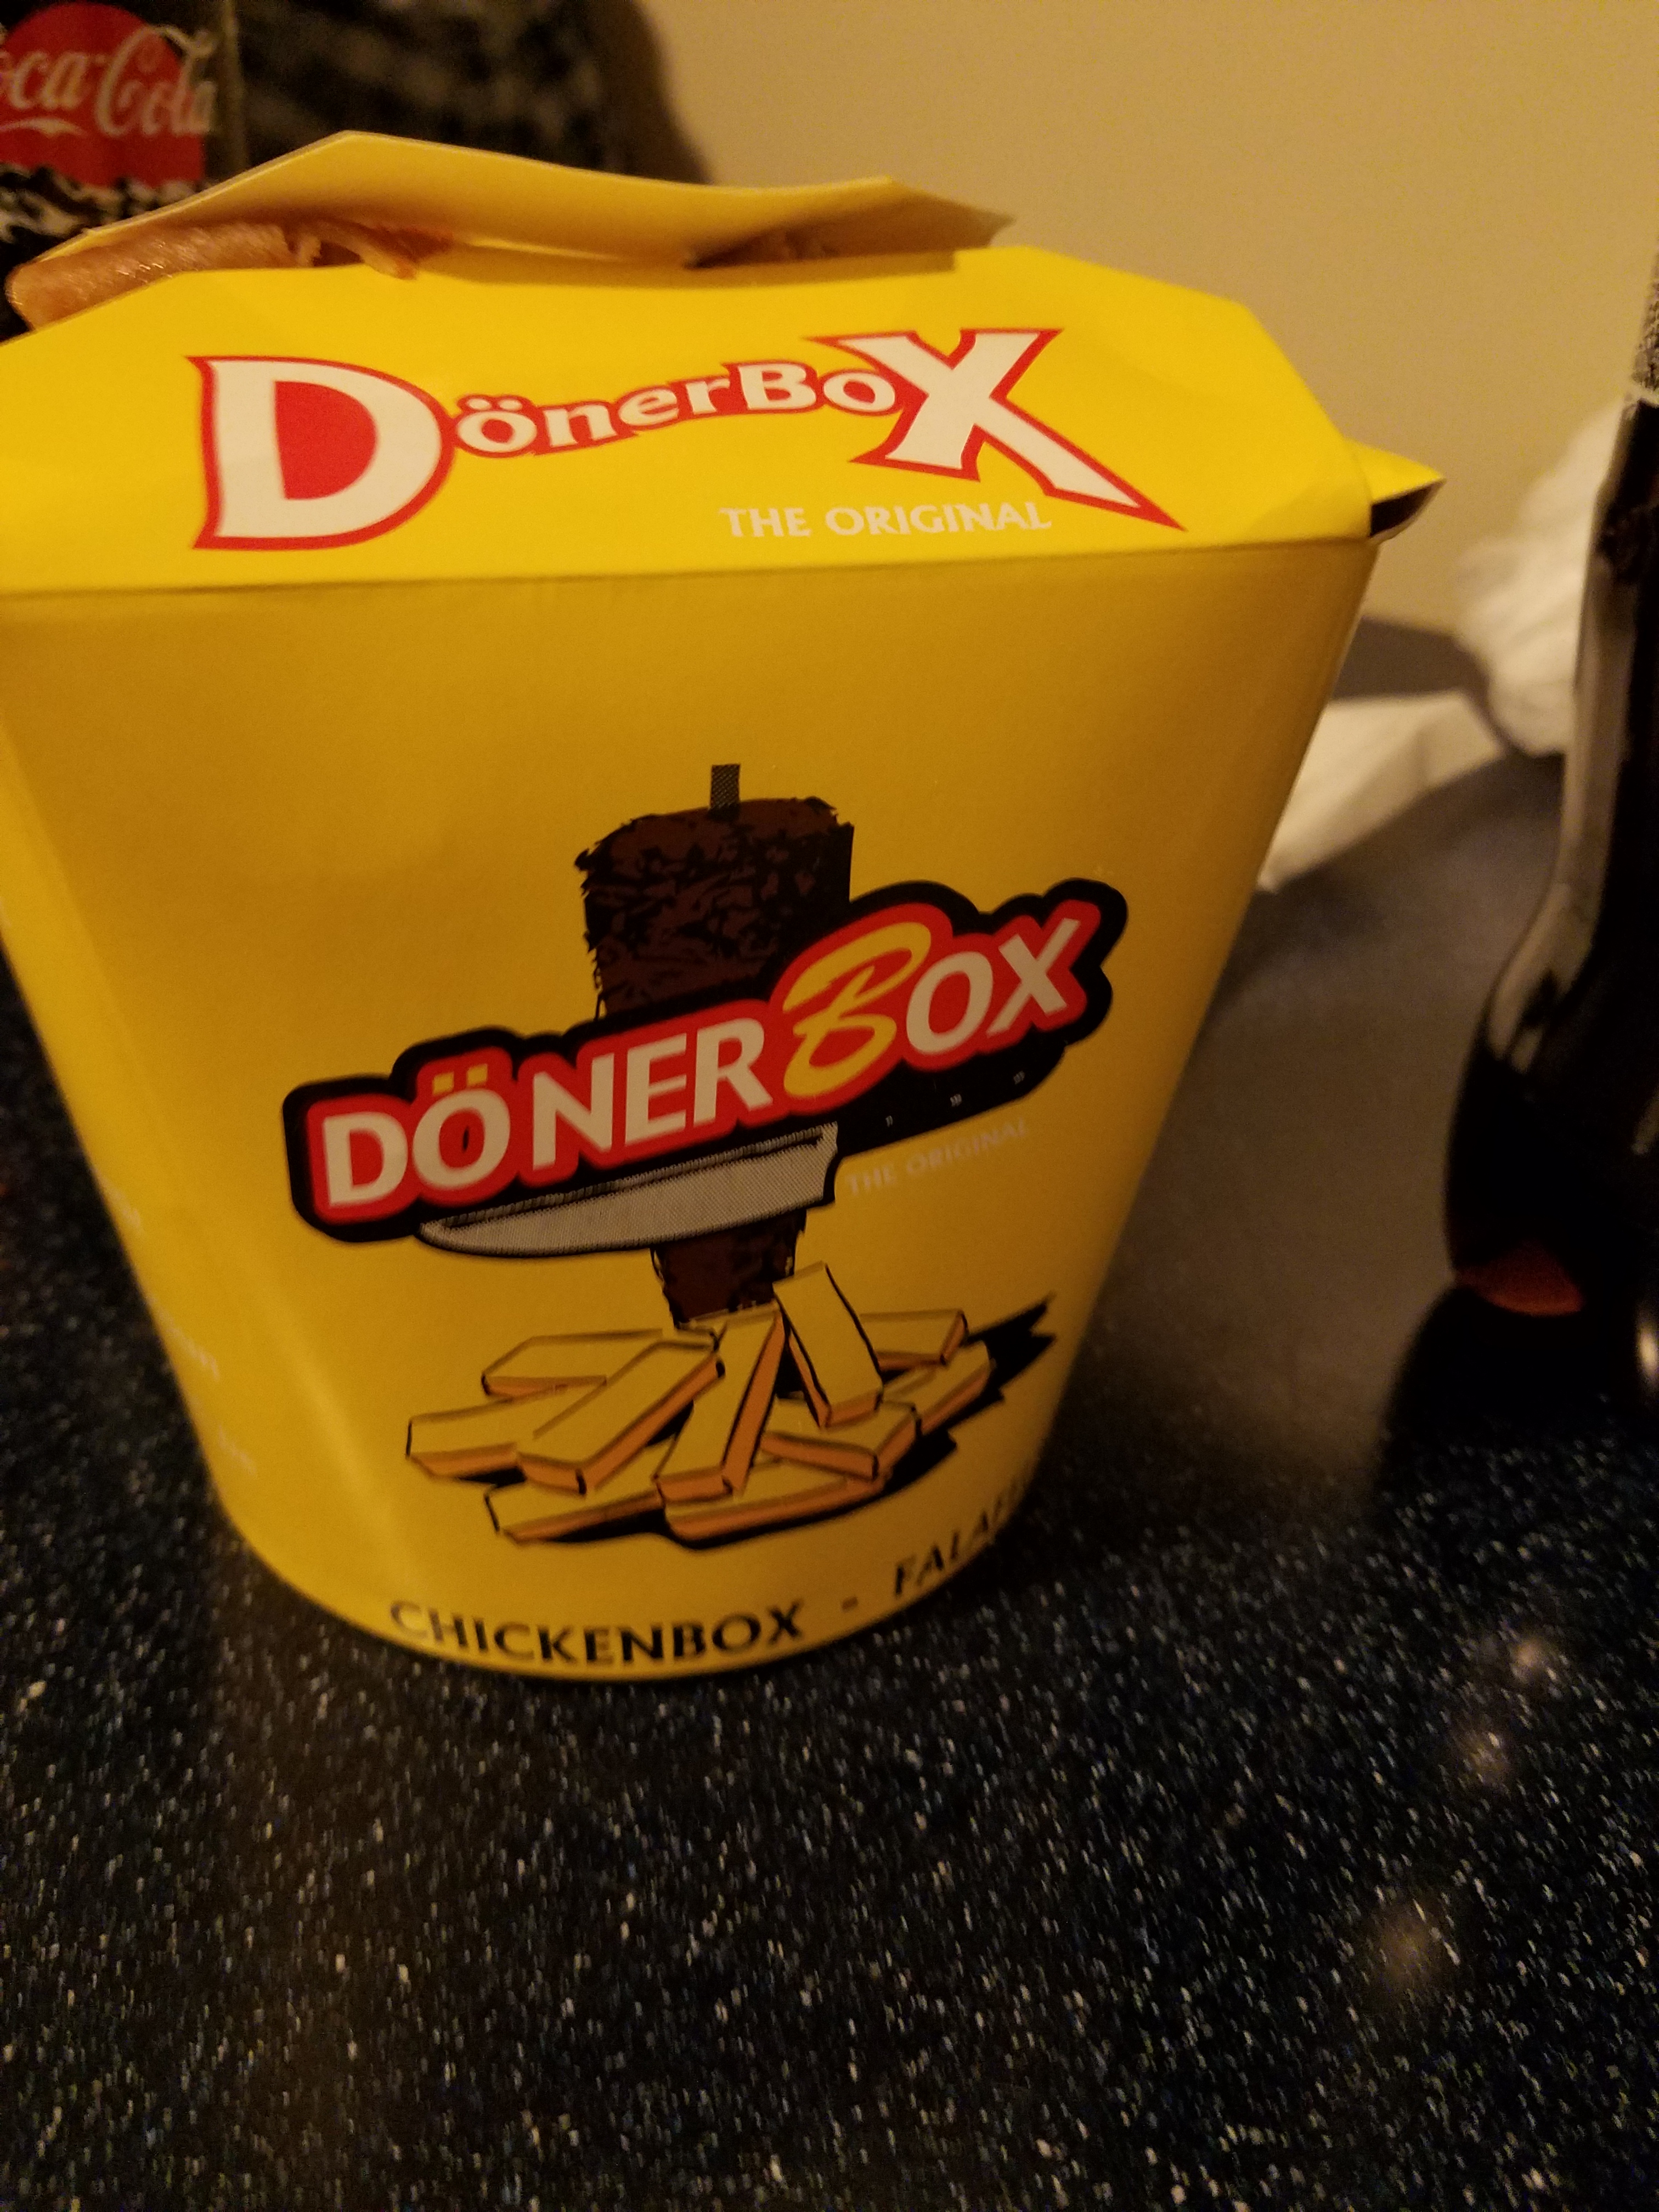 Coca-Cola
DönerBoX
THE ORIGINAL
DÖNERBOX
THE ORIGINAL
CHICKENBOX -